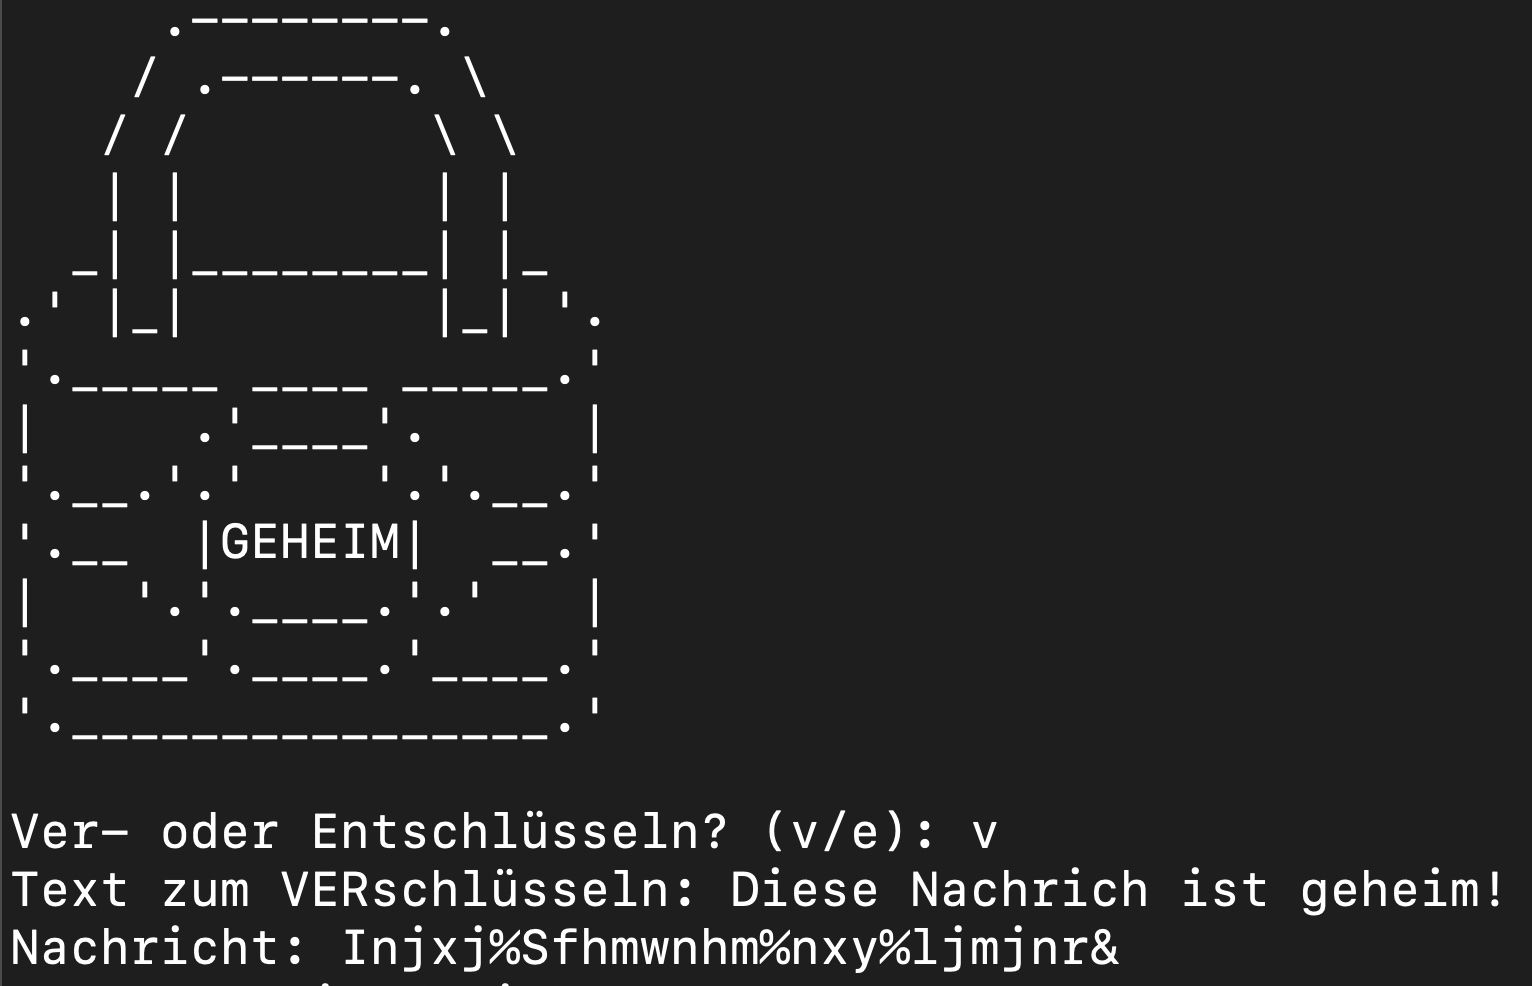 GEHEIM
Ver- oder Entschlüsseln? (v/e): v
Text zum VERschlüsseln: Diese Nachrich ist geheim!
Nachricht: Injxj%Sfhmwnhm%nxy%ljmjnr&